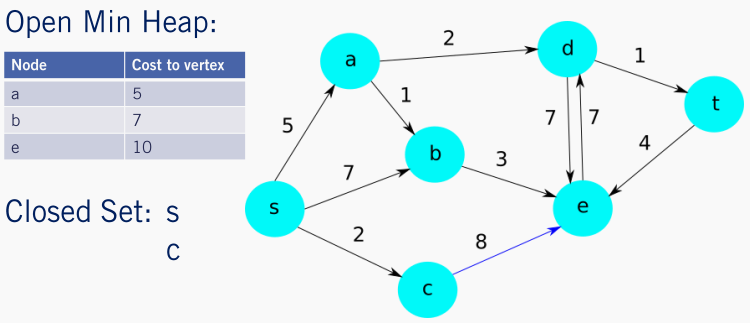 Open Min Heap:
Node Cost to vertex
a 5
b 7
e 10
Closed Set: s
c
a
2
d
1
t
5
1
7
7
4
b
3
7
s
e
2
8
c